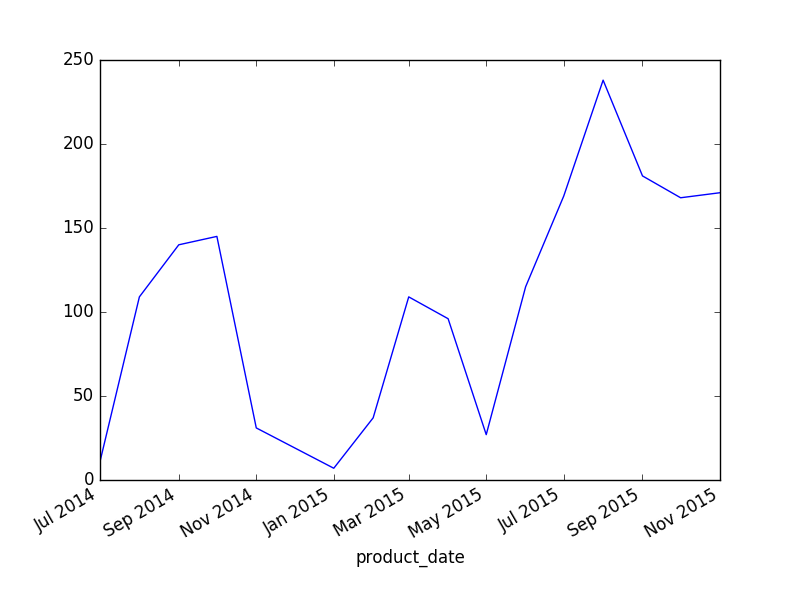 250
200
150
100
50
0
Jul 2014
Sep 2014
Nov 2014
Jan 2015
Mar 2015
May 2015
Jul 2015
Sep 2015
Nov 2015
product_date